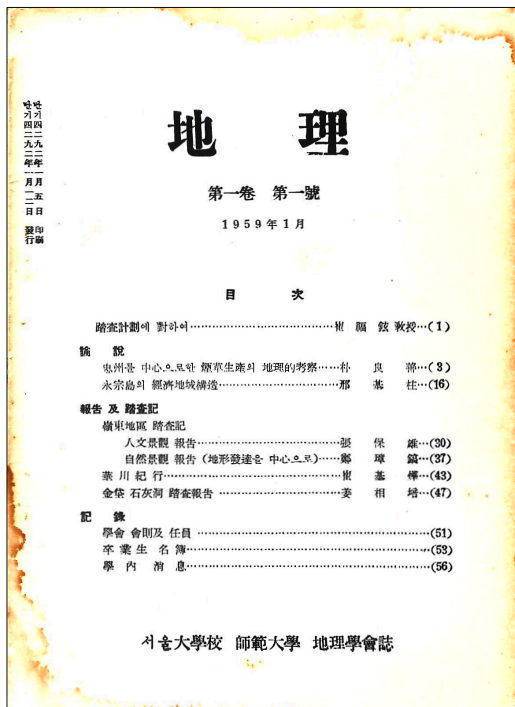 地理
第一卷 第一號
1959年1月
단기四二九二年一月 五 日 印刷
단기四二九二年一月一二日 發行
目 次
踏査計劃에 對하여……………………………崔 福 鉉 敎授…(1)
論 說
忠州를 中心으로한 煙草生産의 地理的考察……朴 良 …(3)
永宗島의 經濟地域構造……………………………邢 基 柱…(16)
報告 及 踏査記
嶺東地區 踏査記
人文景觀 報告……………………………張 保 雄…(30)
自然景觀 報告 (地形發達을 中心으로)……鄭 璋 鎬…(37)
華川紀行……………………………崔 基 …(43)
金垈 石灰洞 踏査報告……………………………姜 相 培…(47)
記 錄
學會 會則及 任員……………………………(51)
卒業生 名簿……………………………(53)
學 內 消 息……………………………(56)
서울大學校 師範大學 地理學會誌